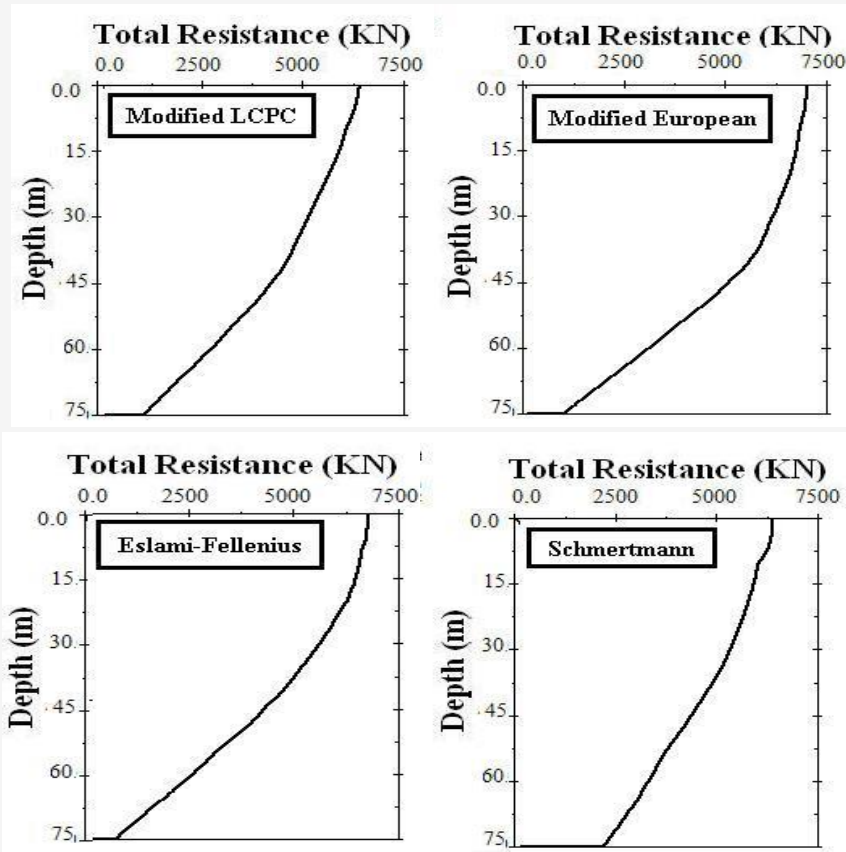 Total Resistance (KN)
0.0 2500 5000 7500
0.0
15.
30.
45
60.
75
Depth (m)
Modified LCPC
Total Resistance (KN)
0.0 2500 5000 7500
0.0
15.
30.
45
60.
75
Depth (m)
Modified European
Total Resistance (KN)
0.0 2500 5000 7500
0.0
15.
30.
45
60.
75
Depth (m)
Eslami-Fellenius
Total Resistance (KN)
0.0 2500 5000 7500
0.0
15.
30.
45
60.
75
Depth (m)
Schmertmann